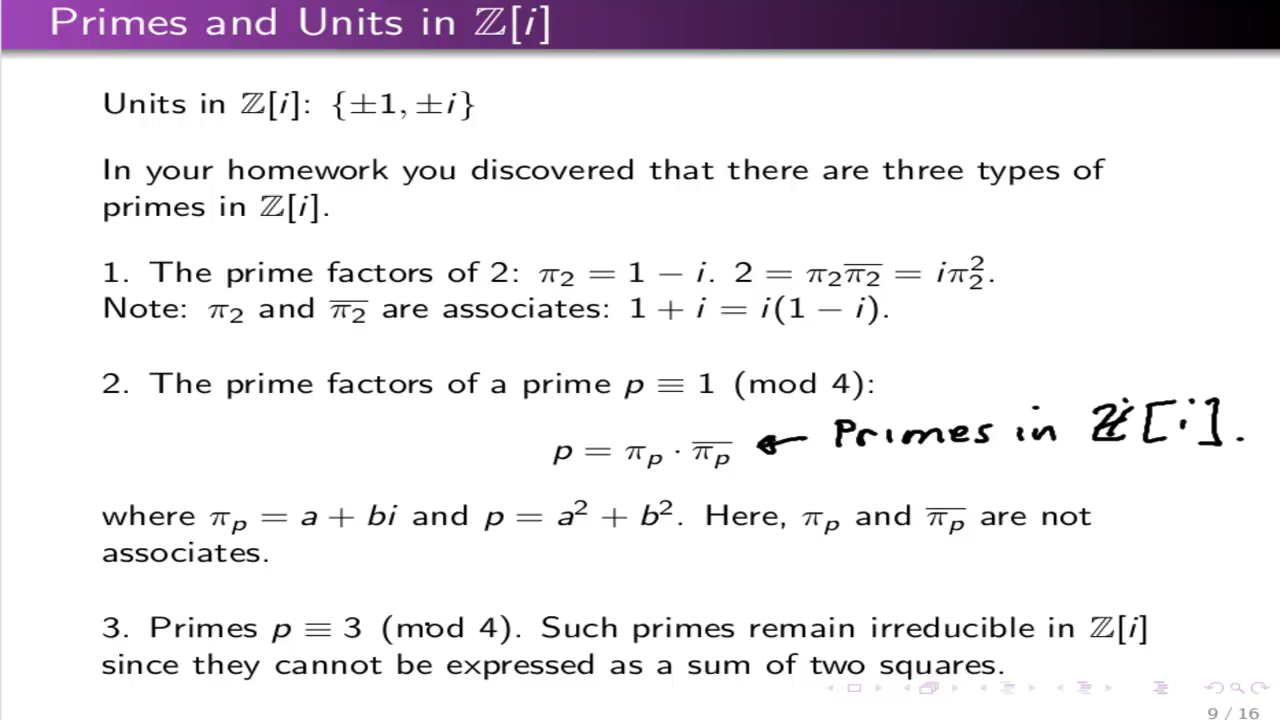 Primes and Units in ℤ[i]
Units in ℤ[i]: {±1, ±i}
In your homework you discovered that there are three types of
primes in ℤ[i].
1. The prime factors of 2: π₂ = 1 − i. 2 = π₂π̅₂̅ = iπ₂².
Note: π₂ and π̅₂̅ are associates: 1 + i = i(1 − i).
2. The prime factors of a prime p ≡ 1 (mod 4):
p = πₚ · π̅ₚ̅ ← Primes in ℤ[i].
where πₚ = a + bi and p = a² + b². Here, πₚ and π̅ₚ̅ are not
associates.
3. Primes p ≡ 3 (mod 4). Such primes remain irreducible in ℤ[i]
since they cannot be expressed as a sum of two squares.
9 / 16